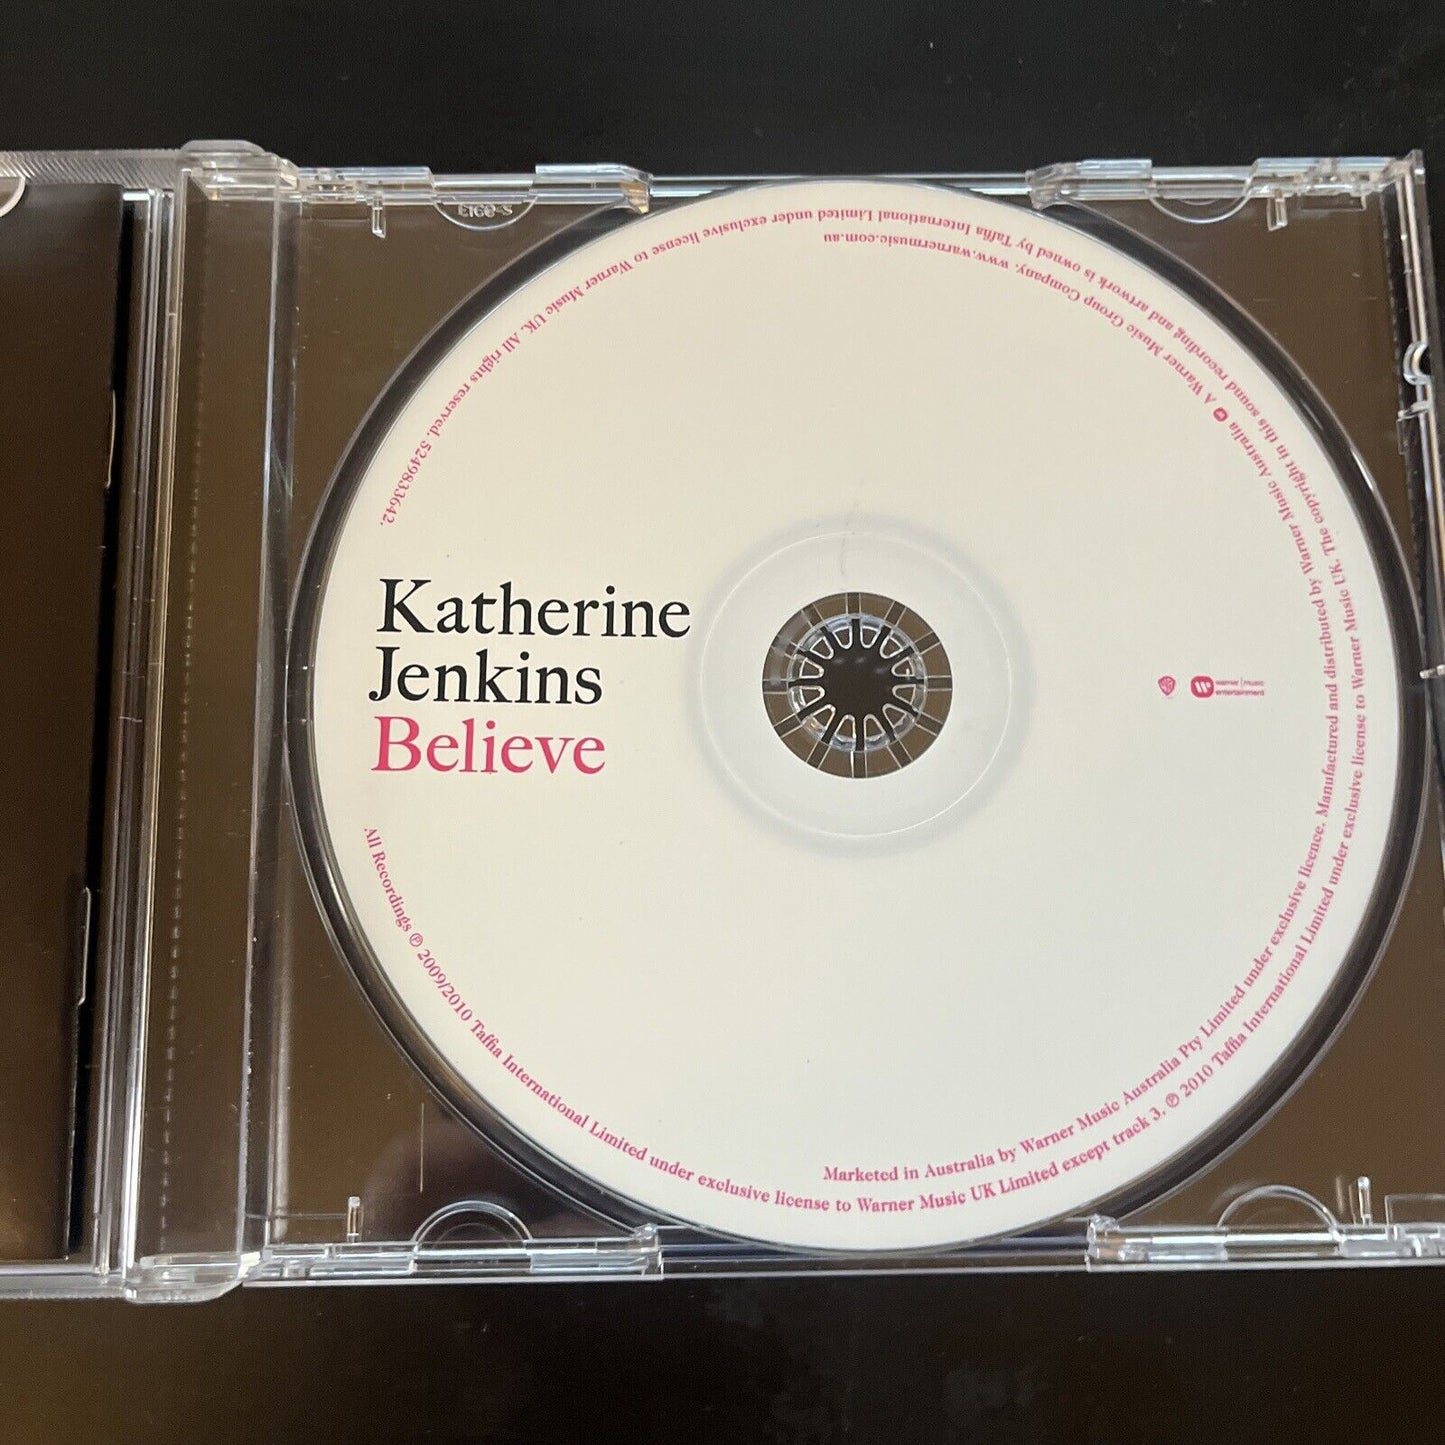 Katherine
Jenkins
Believe
All Recordings ℗ 2009/2010 Taffia International Limited under exclusive license to Warner Music UK Limited except track 3, ℗ 2010 Taffia International Limited under exclusive license to Warner Music UK. The copyright in this sound recording and artwork is owned by Taffia International Limited under exclusive license to Warner Music UK. All rights reserved. 5249833642.
Marketed in Australia by Warner Music Australia Pty Limited under exclusive licence. Manufactured and distributed by Warner Music Australia A Warner Music Group Company. www.warnermusic.com.au
warner music
entertainment